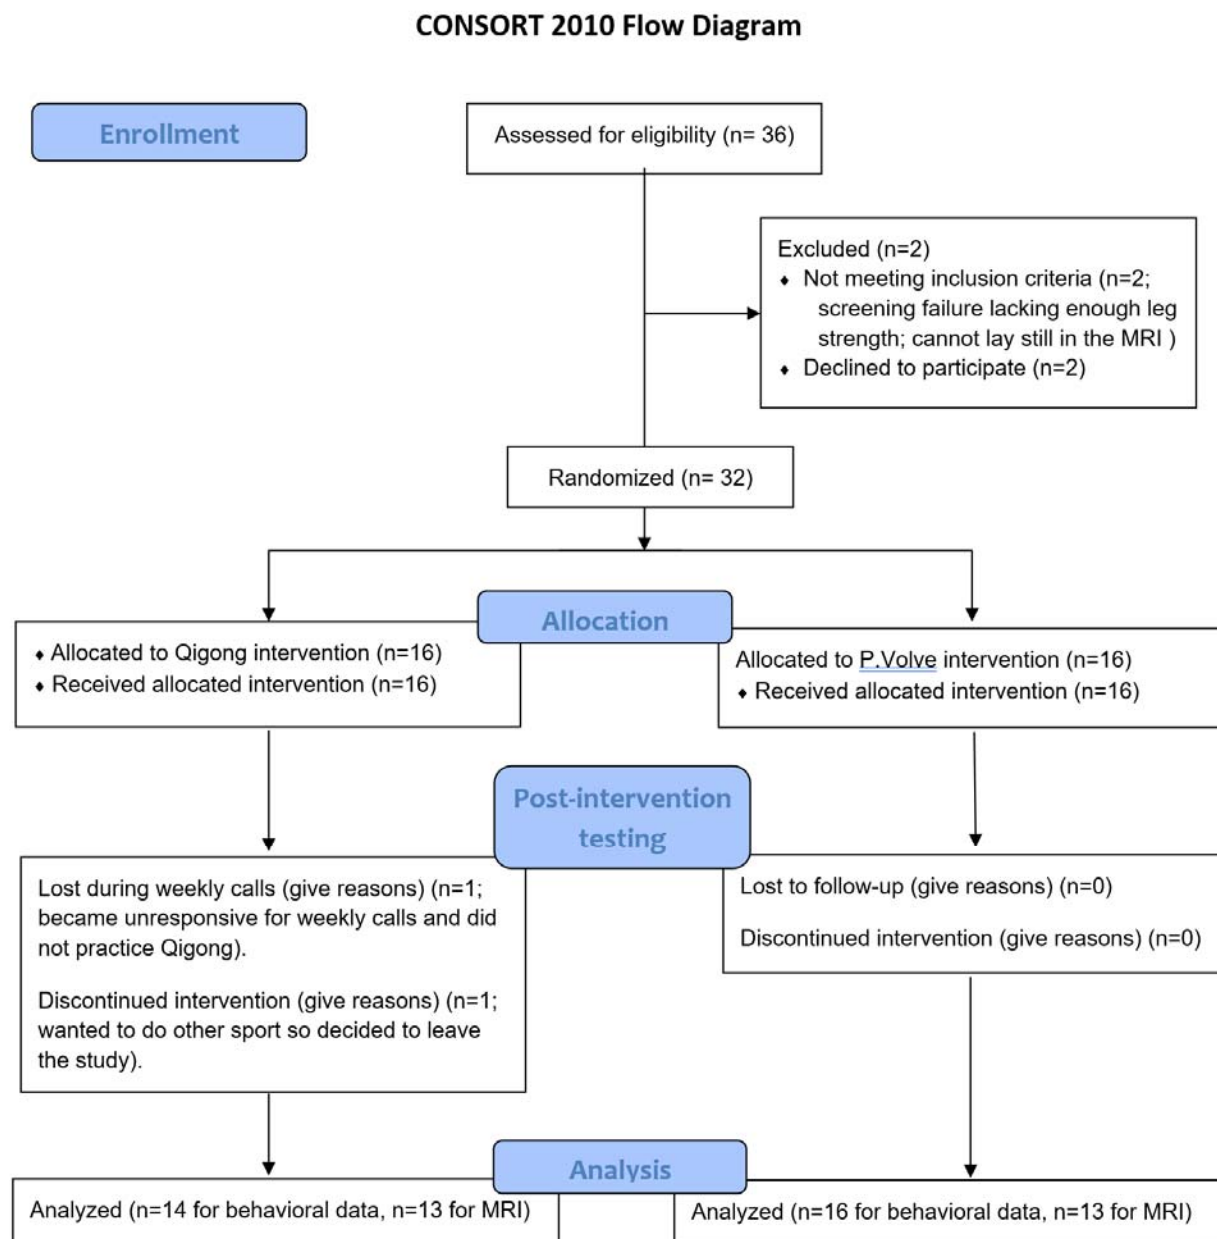 CONSORT 2010 Flow Diagram
Enrollment
Assessed for eligibility (n= 36)
Excluded (n=2)
♦ Not meeting inclusion criteria (n=2;
screening failure lacking enough leg
strength; cannot lay still in the MRI )
♦ Declined to participate (n=2)
Randomized (n= 32)
Allocation
♦ Allocated to Qigong intervention (n=16)
♦ Received allocated intervention (n=16)
Allocated to P.Volve intervention (n=16)
♦ Received allocated intervention (n=16)
Post-intervention
testing
Lost during weekly calls (give reasons) (n=1;
became unresponsive for weekly calls and did
not practice Qigong).
Discontinued intervention (give reasons) (n=1;
wanted to do other sport so decided to leave
the study).
Lost to follow-up (give reasons) (n=0)
Discontinued intervention (give reasons) (n=0)
Analysis
Analyzed (n=14 for behavioral data, n=13 for MRI)
Analyzed (n=16 for behavioral data, n=13 for MRI)